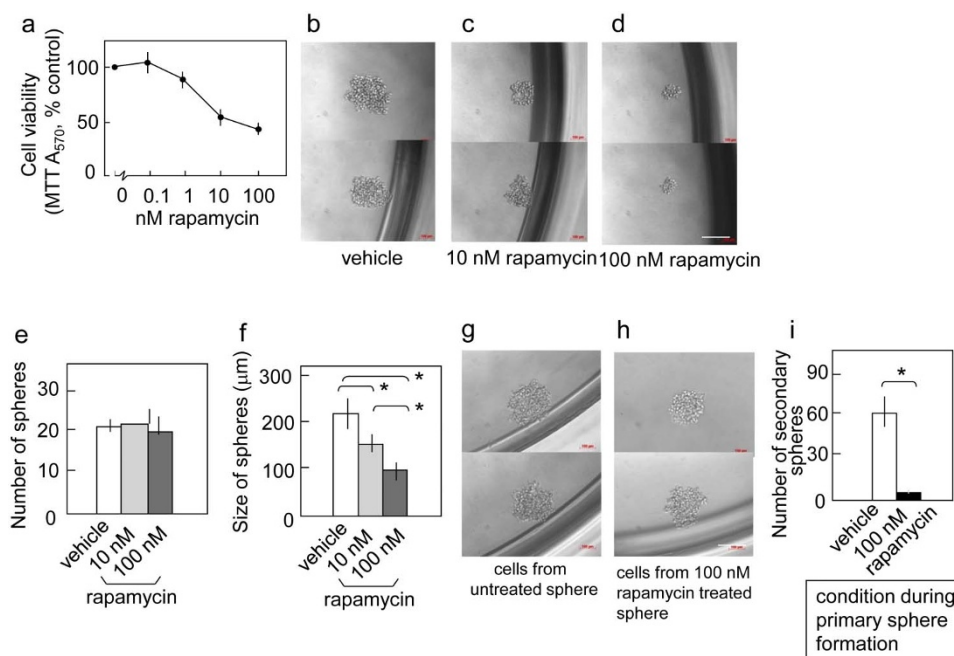 a
Cell viability
(MTT A570, % control)
100
50
0
0 0.1 1 10 100
nM rapamycin
b
vehicle
c
10 nM rapamycin
d
100 nM rapamycin
e
Number of spheres
30
20
10
0
vehicle
10 nM
100 nM
rapamycin
f
Size of spheres (μm)
300
200
100
0
*
*
*
vehicle
10 nM
100 nM
rapamycin
g
cells from
untreated sphere
h
cells from 100 nM
rapamycin treated
sphere
i
Number of secondary
spheres
90
60
30
0
*
vehicle
100 nM
rapamycin
condition during
primary sphere
formation